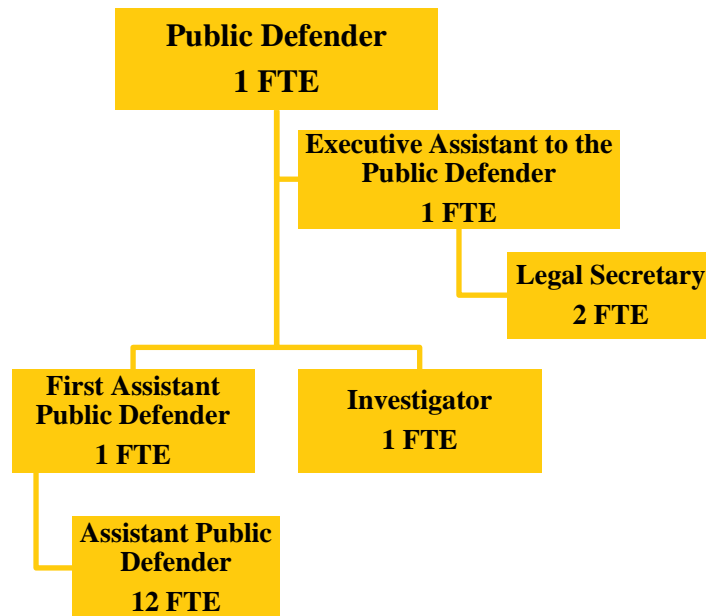 Public Defender
1 FTE
Executive Assistant to the
Public Defender
1 FTE
Legal Secretary
2 FTE
First Assistant
Public Defender
1 FTE
Investigator
1 FTE
Assistant Public
Defender
12 FTE